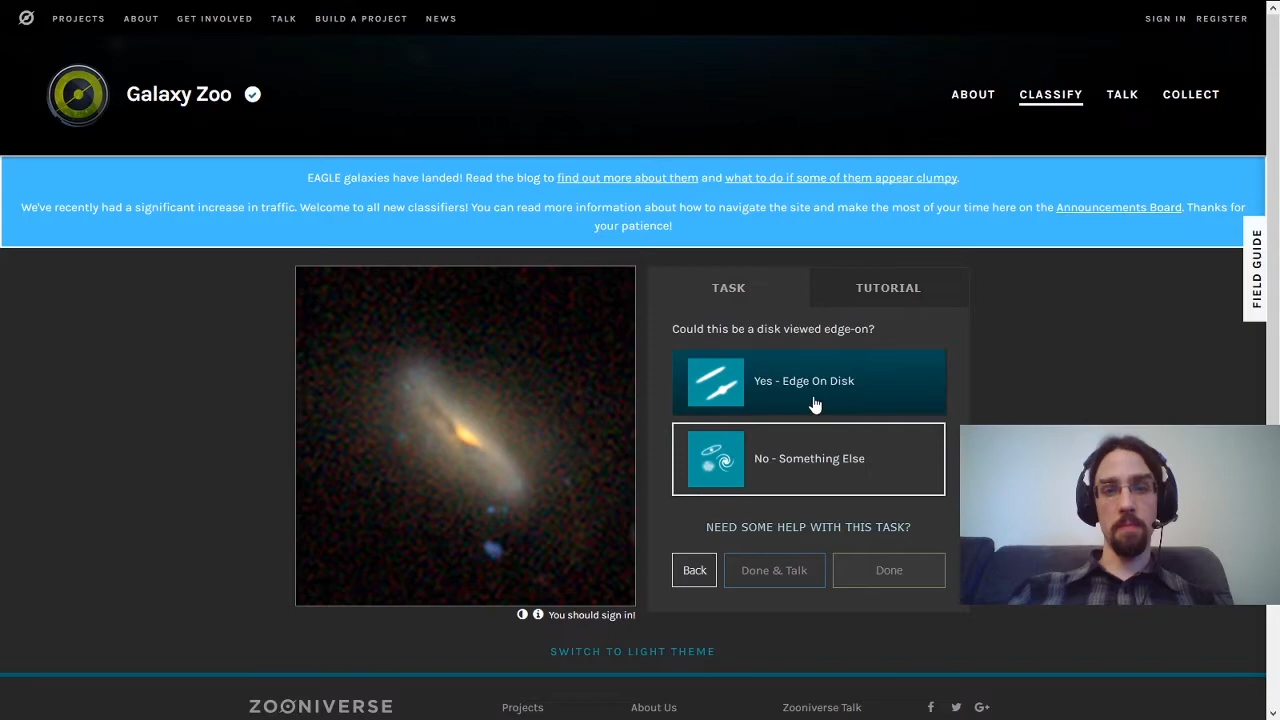 PROJECTS ABOUT GET INVOLVED TALK BUILD A PROJECT NEWS SIGN IN REGISTER
Galaxy Zoo ABOUT CLASSIFY TALK COLLECT
EAGLE galaxies have landed! Read the blog to find out more about them and what to do if some of them appear clumpy.
We've recently had a significant increase in traffic. Welcome to all new classifiers! You can read more information about how to navigate the site and make the most of your time here on the Announcements Board. Thanks for
your patience!
FIELD GUIDE
TASK TUTORIAL
Could this be a disk viewed edge-on?
Yes - Edge On Disk
No - Something Else
NEED SOME HELP WITH THIS TASK?
Back Done & Talk Done
You should sign in!
SWITCH TO LIGHT THEME
ZOONIVERSE Projects About Us Zooniverse Talk f G+